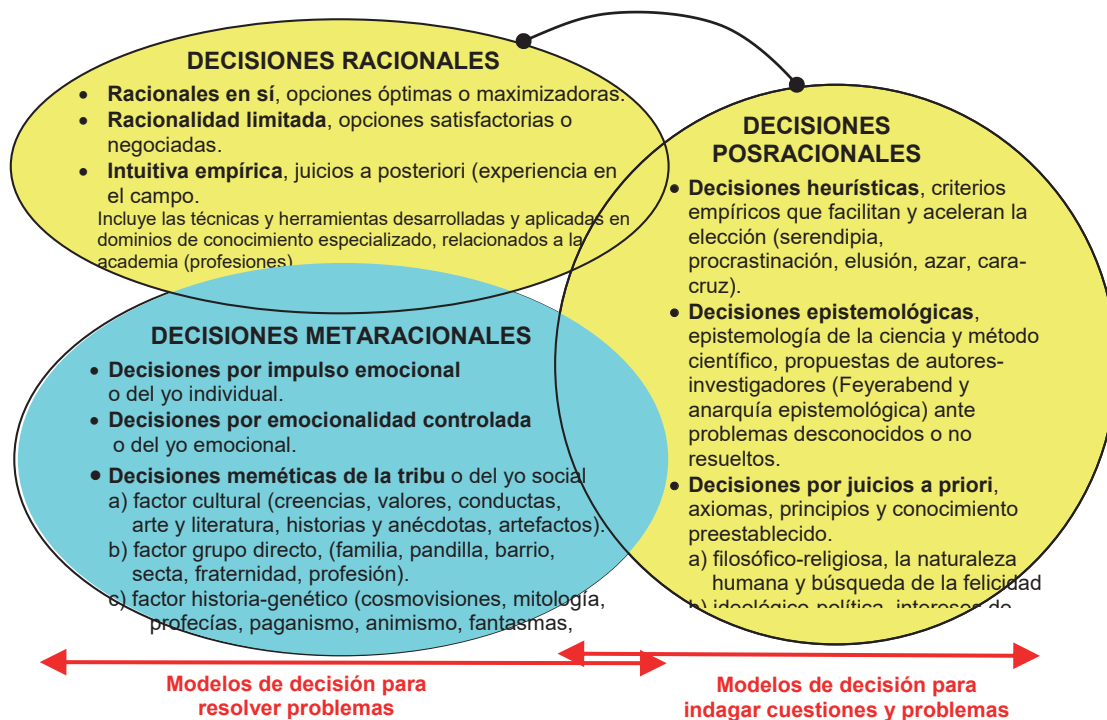 DECISIONES RACIONALES
• Racionales en sí, opciones óptimas o maximizadoras.
• Racionalidad limitada, opciones satisfactorias o
negociadas.
• Intuitiva empírica, juicios a posteriori (experiencia en
el campo.
Incluye las técnicas y herramientas desarrolladas y aplicadas en
dominios de conocimiento especializado, relacionados a la
academia (profesiones)
DECISIONES METARACIONALES
• Decisiones por impulso emocional
o del yo individual.
• Decisiones por emocionalidad controlada
o del yo emocional.
• Decisiones meméticas de la tribu o del yo social
a) factor cultural (creencias, valores, conductas,
arte y literatura, historias y anécdotas, artefactos).
b) factor grupo directo, (familia, pandilla, barrio,
secta, fraternidad, profesión).
c) factor historia-genético (cosmovisiones, mitología,
profecías, paganismo, animismo, fantasmas,
DECISIONES
POSRACIONALES
• Decisiones heurísticas, criterios
empíricos que facilitan y aceleran la
elección (serendipia,
procrastinación, elusión, azar, cara-
cruz).
• Decisiones epistemológicas,
epistemología de la ciencia y método
científico, propuestas de autores-
investigadores (Feyerabend y
anarquía epistemológica) ante
problemas desconocidos o no
resueltos.
• Decisiones por juicios a priori,
axiomas, principios y conocimiento
preestablecido.
a) filosófico-religiosa, la naturaleza
humana y búsqueda de la felicidad
b) ideológico-política, intereses de
Modelos de decisión para
resolver problemas
Modelos de decisión para
indagar cuestiones y problemas